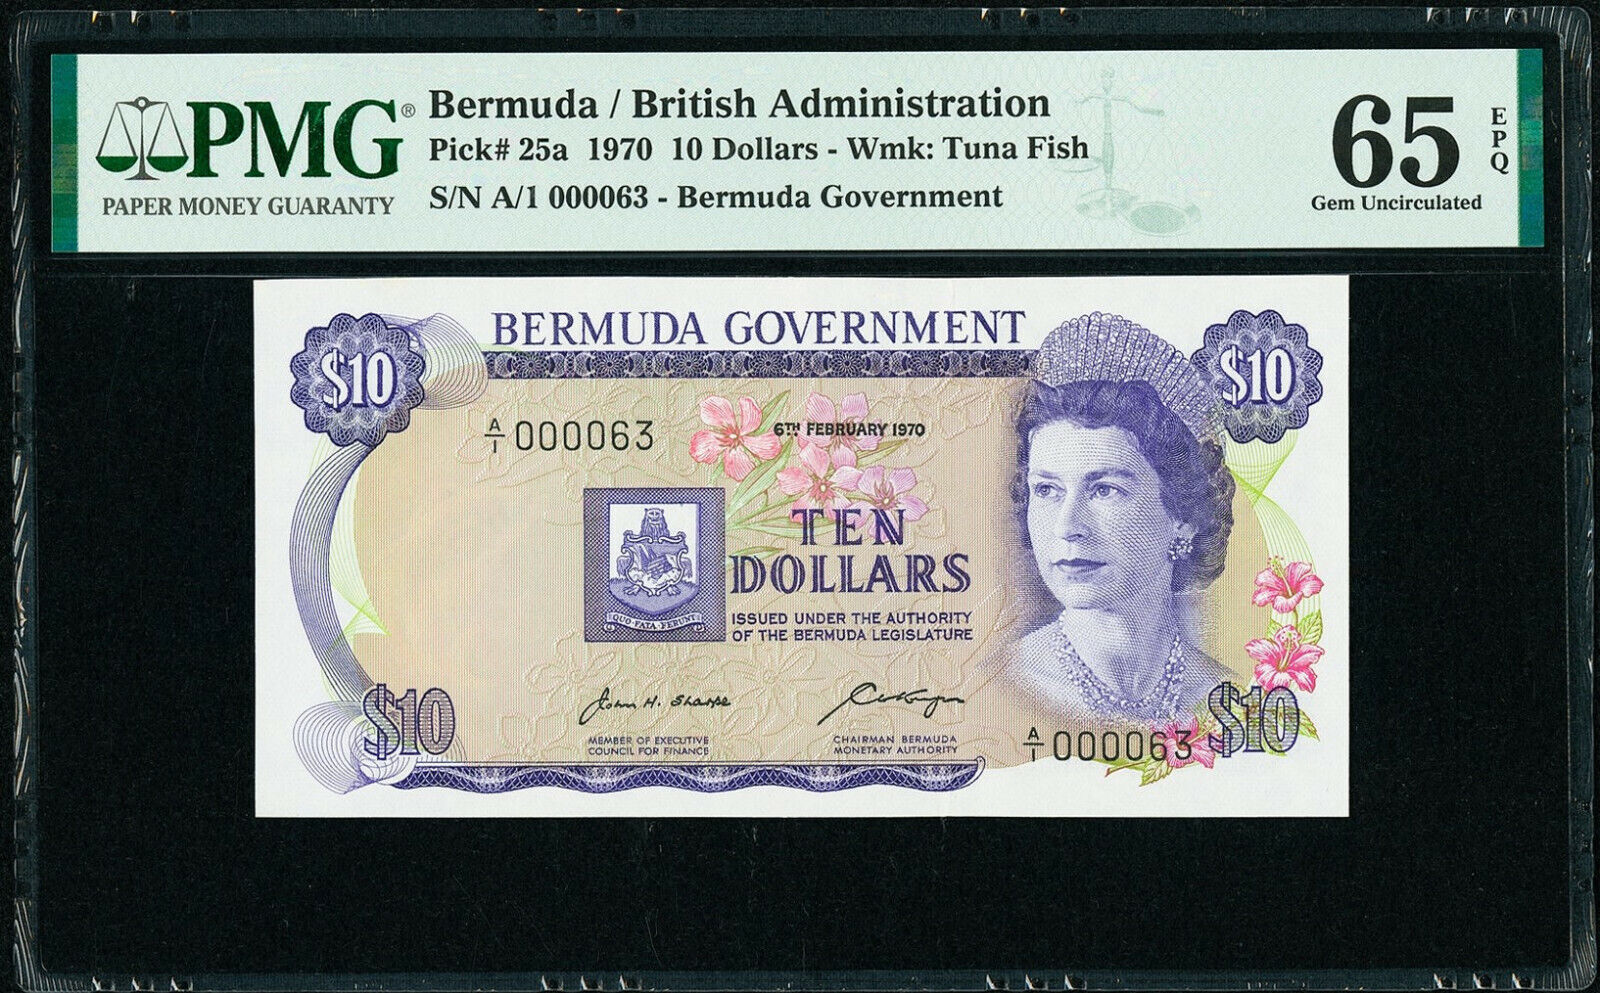 PMG®
PAPER MONEY GUARANTY
Bermuda / British Administration
Pick# 25a 1970 10 Dollars - Wmk: Tuna Fish
S/N A/1 000063 - Bermuda Government
65
EPQ
Gem Uncirculated
BERMUDA GOVERNMENT
$10
$10
A/1 000063
6TH FEBRUARY 1970
TEN
DOLLARS
ISSUED UNDER THE AUTHORITY
OF THE BERMUDA LEGISLATURE
QUO FATA FERUNT
John H. Sharpe
MEMBER OF EXECUTIVE
COUNCIL FOR FINANCE
CHAIRMAN BERMUDA
MONETARY AUTHORITY
$10
A/1 000063
$10